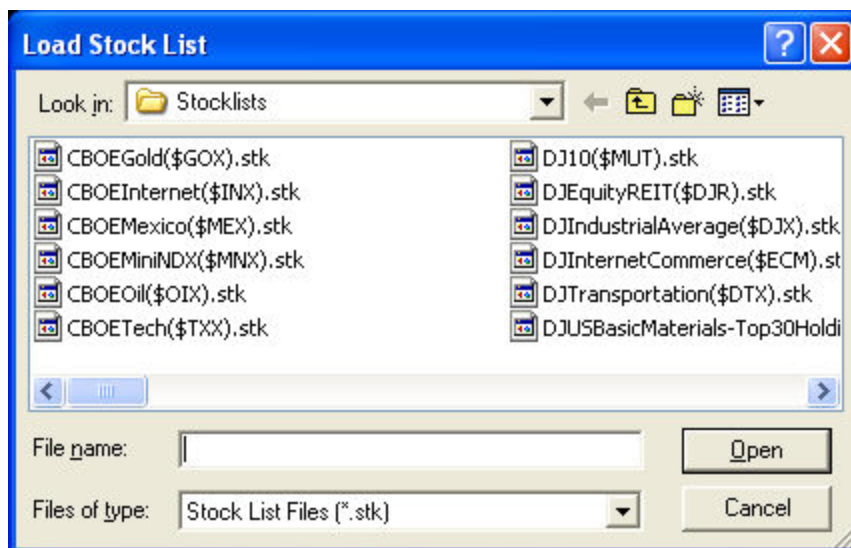 Load Stock List
Look in: Stocklists
CBOEGold($GOX).stk
CBOEInternet($INX).stk
CBOEMexico($MEX).stk
CBOEMiniNDX($MNX).stk
CBOEOil($OIX).stk
CBOETech($TXX).stk
DJ10($MUT).stk
DJEquityREIT($DJR).stk
DJIndustrialAverage($DJX).stk
DJInternetCommerce($ECM).st
DJTransportation($DTX).stk
DJUSBasicMaterials-Top30Holdi
File name:
Open
Files of type: Stock List Files (*.stk)
Cancel